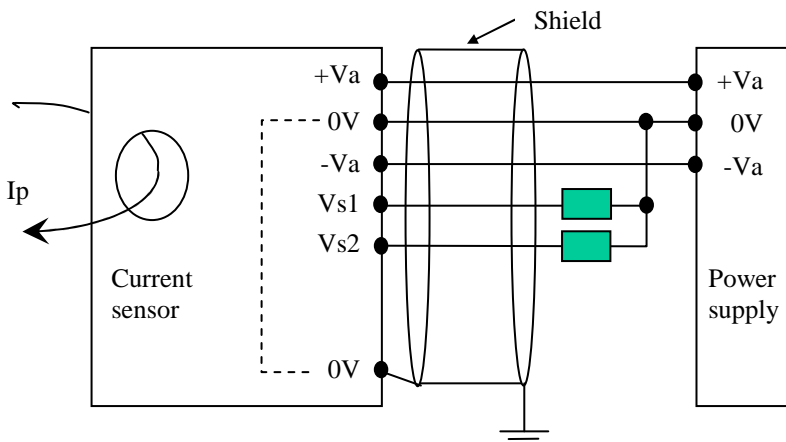 Shield
+Va
0V
-Va
Vs1
Vs2
0V
Ip
Current
sensor
+Va
0V
-Va
Power
supply